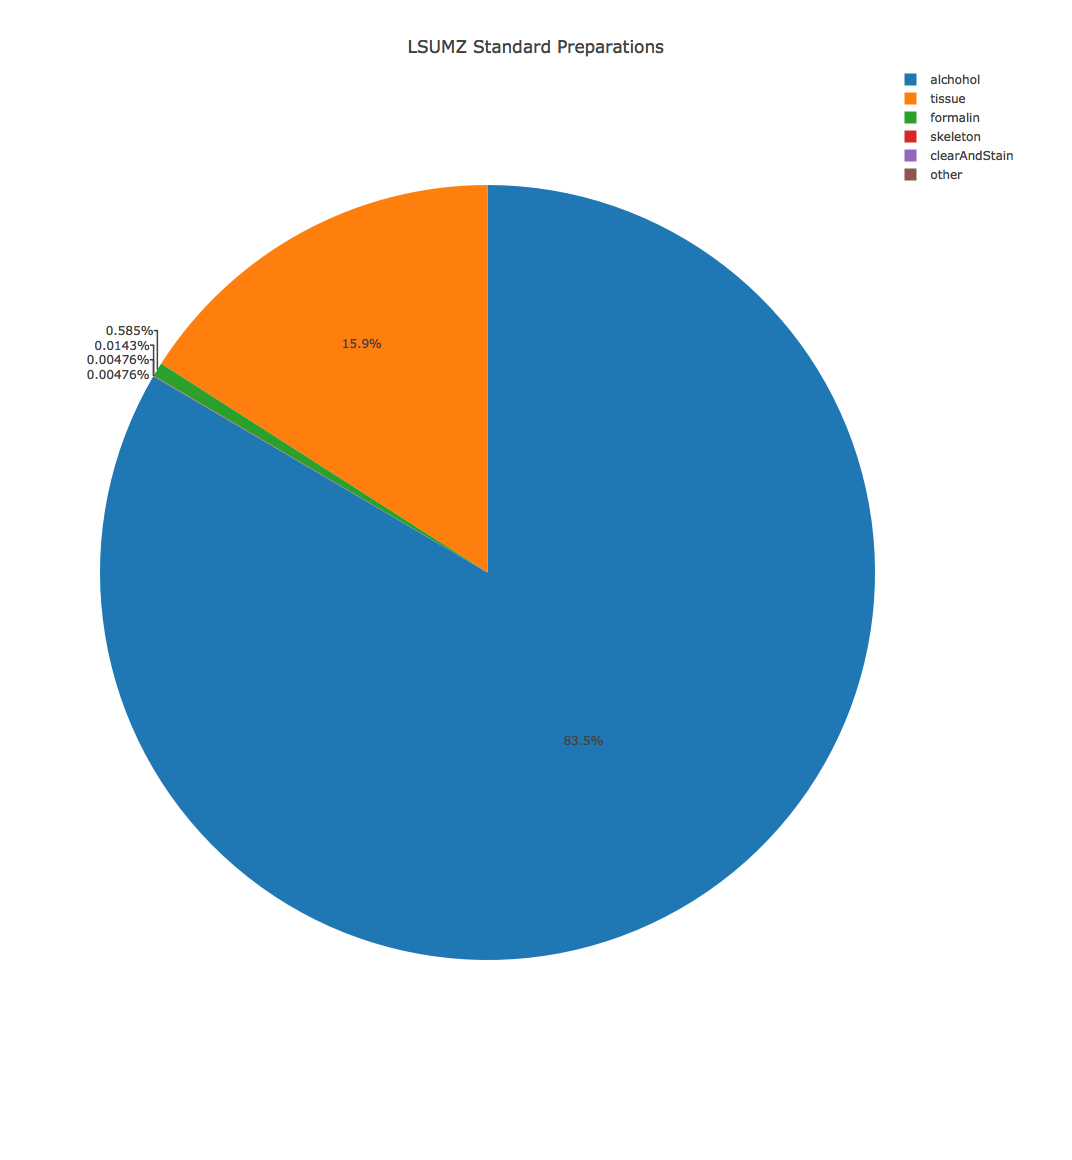 LSUMZ Standard Preparations
alchohol
tissue
formalin
skeleton
clearAndStain
other
0.585%
0.0143%
0.00476%
0.00476%
15.9%
83.5%